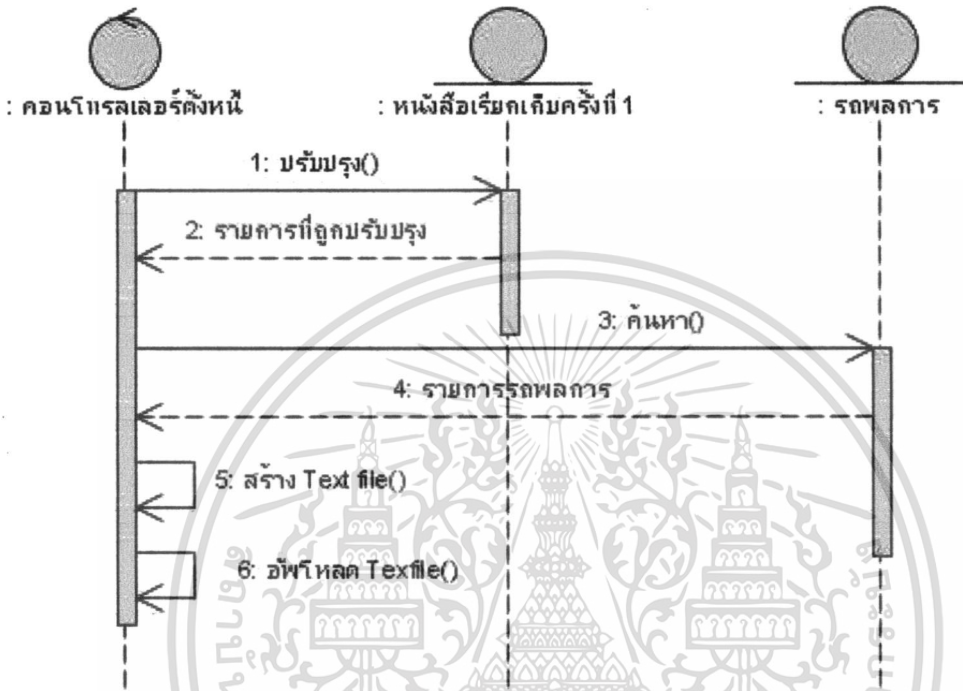 : คอนโทรลเลอร์ตั้งหนี้
: หนังสือเรียกเก็บครั้งที่ 1
: รถพลการ
1: ปรับปรุง()
2: รายการที่ถูกปรับปรุง
3: ค้นหา()
4: รายการรถพลการ
5: สร้าง Text file()
6: อัพโหลด Texfile()